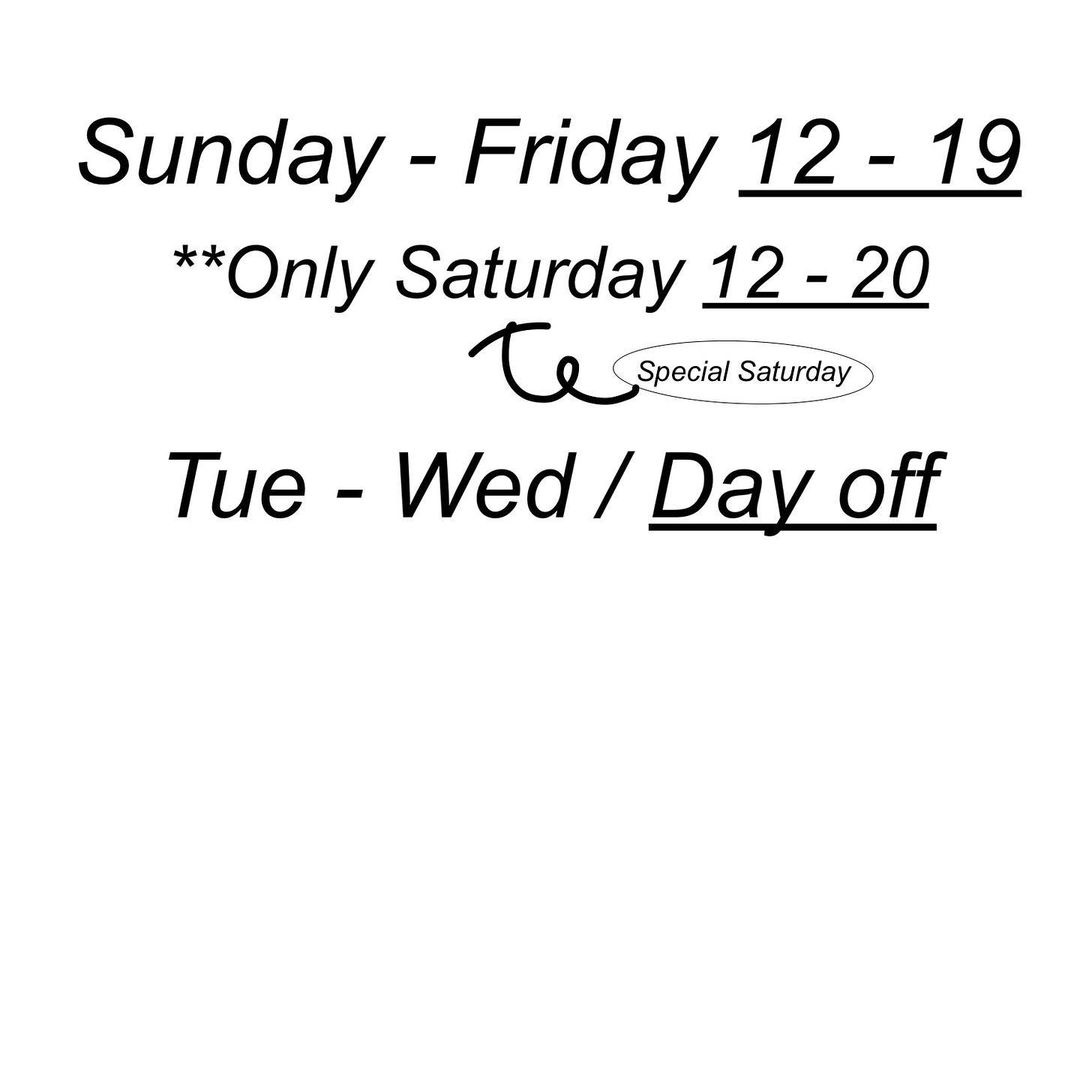 Sunday - Friday 12 - 19
**Only Saturday 12 - 20
Special Saturday
Tue - Wed / Day off